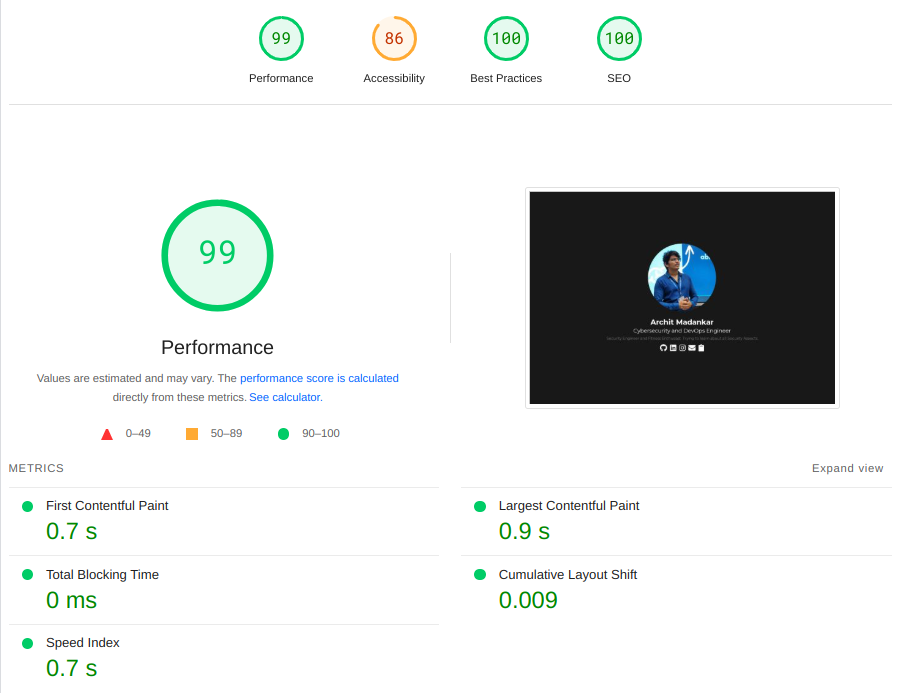 99
86
100
100
Performance
Accessibility
Best Practices
SEO
99
Performance
Values are estimated and may vary. The performance score is calculated
directly from these metrics. See calculator.
0–49
50–89
90–100
Archit Madankar
Cybersecurity and DevOps Engineer
METRICS
Expand view
First Contentful Paint
0.7 s
Largest Contentful Paint
0.9 s
Total Blocking Time
0 ms
Cumulative Layout Shift
0.009
Speed Index
0.7 s